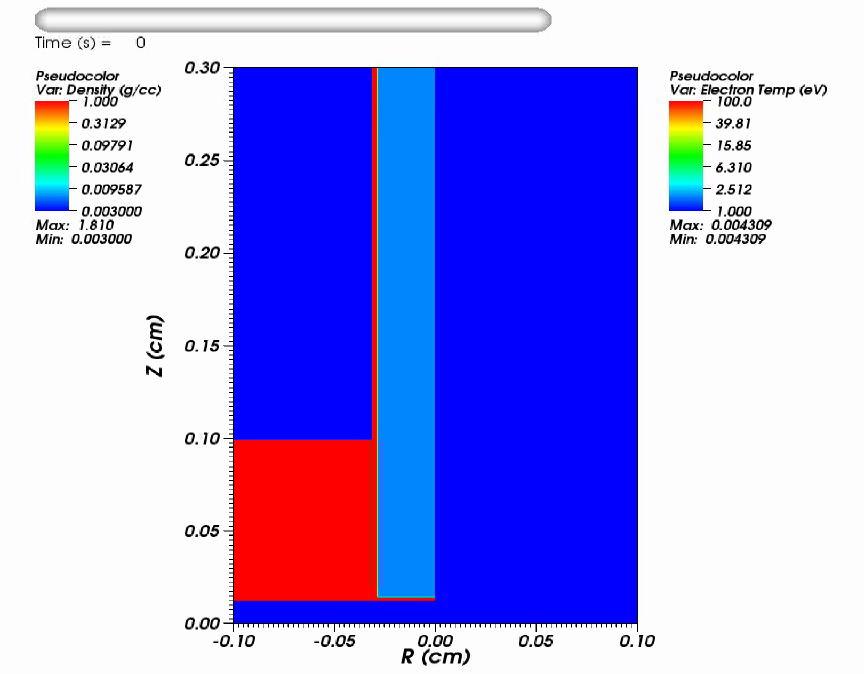 Time (s) = 0
Pseudocolor
Var: Density (g/cc)
1.000
0.3129
0.09791
0.03064
0.009587
0.003000
Max: 1.810
Min: 0.003000
0.30
0.25
0.20
0.15
0.10
0.05
0.00
Z (cm)
-0.10 -0.05 0.00 0.05 0.10
R (cm)
Pseudocolor
Var: Electron Temp (eV)
100.0
39.81
15.85
6.310
2.512
1.000
Max: 0.004309
Min: 0.004309